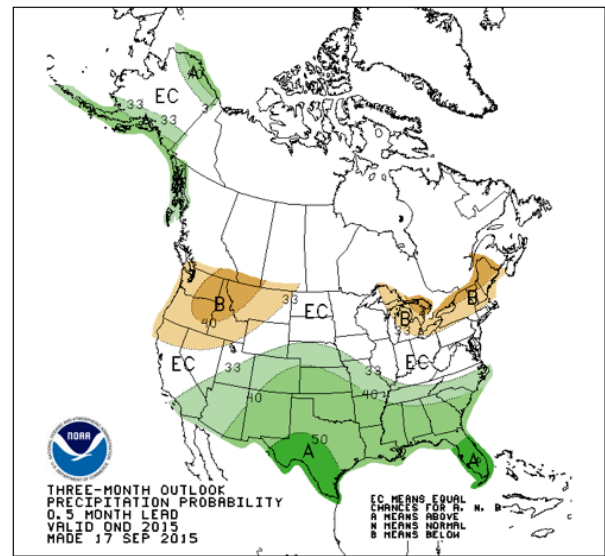 A
EC
33
33
A
B
40
33
EC
B
B
33
EC
33
EC
33
40
40
50
A
A
NOAA
THREE-MONTH OUTLOOK
PRECIPITATION PROBABILITY
0.5 MONTH LEAD
VALID OND 2015
MADE 17 SEP 2015
EC MEANS EQUAL
CHANCES FOR A, N, B
A MEANS ABOVE
N MEANS NORMAL
B MEANS BELOW